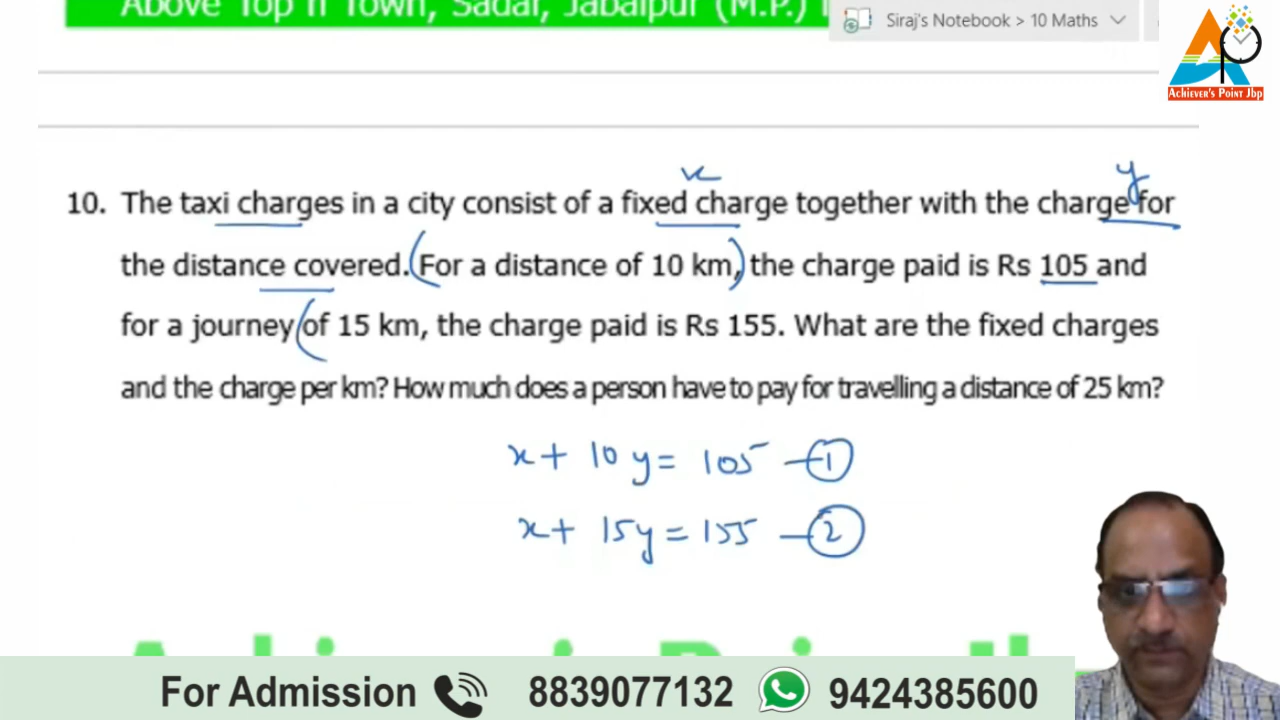 Above Top n Town, Sadar, Jabalpur (M.P.)
Siraj's Notebook > 10 Maths
ACHIEVER'S POINT JBP
x
y
10. The taxi charges in a city consist of a fixed charge together with the charge for
the distance covered. For a distance of 10 km, the charge paid is Rs 105 and
for a journey of 15 km, the charge paid is Rs 155. What are the fixed charges
and the charge per km? How much does a person have to pay for travelling a distance of 25 km?
x + 10y = 105 — 1
x + 15y = 155 — 2
For Admission 8839077132 9424385600